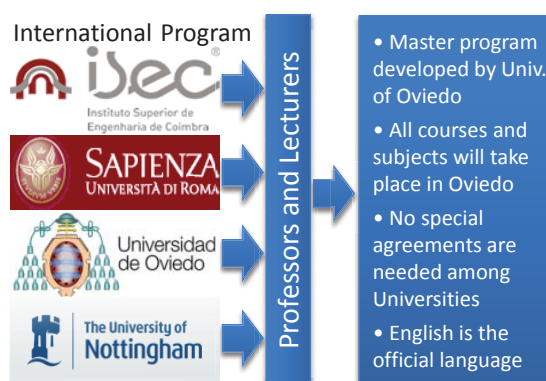 International Program
isec®
Instituto Superior de
Engenharia de Coimbra
SAPIENZA
UNIVERSITÀ DI ROMA
Universidad
de Oviedo
The University of
Nottingham
Professors and Lecturers
• Master program
developed by Univ.
of Oviedo
• All courses and
subjects will take
place in Oviedo
• No special
agreements are
needed among
Universities
• English is the
official language